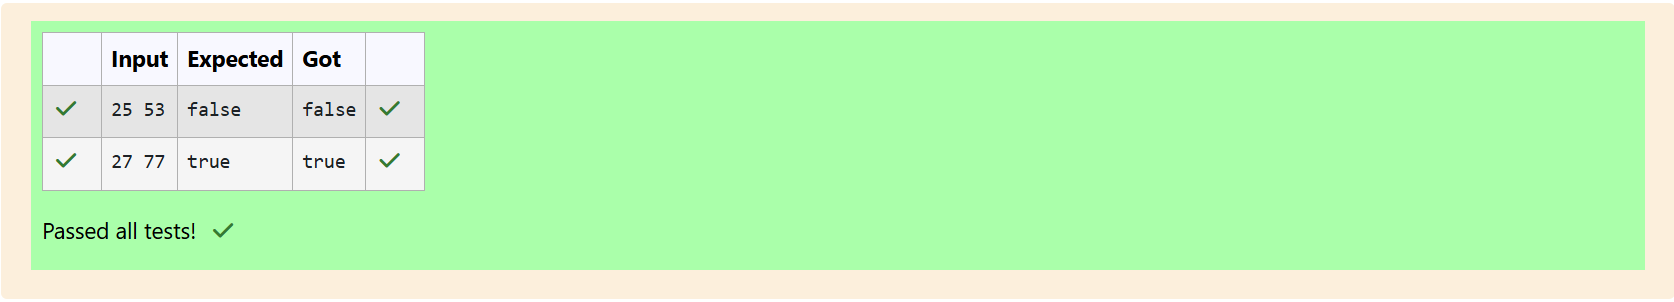 Input Expected Got
25 53 false false
27 77 true true
Passed all tests!